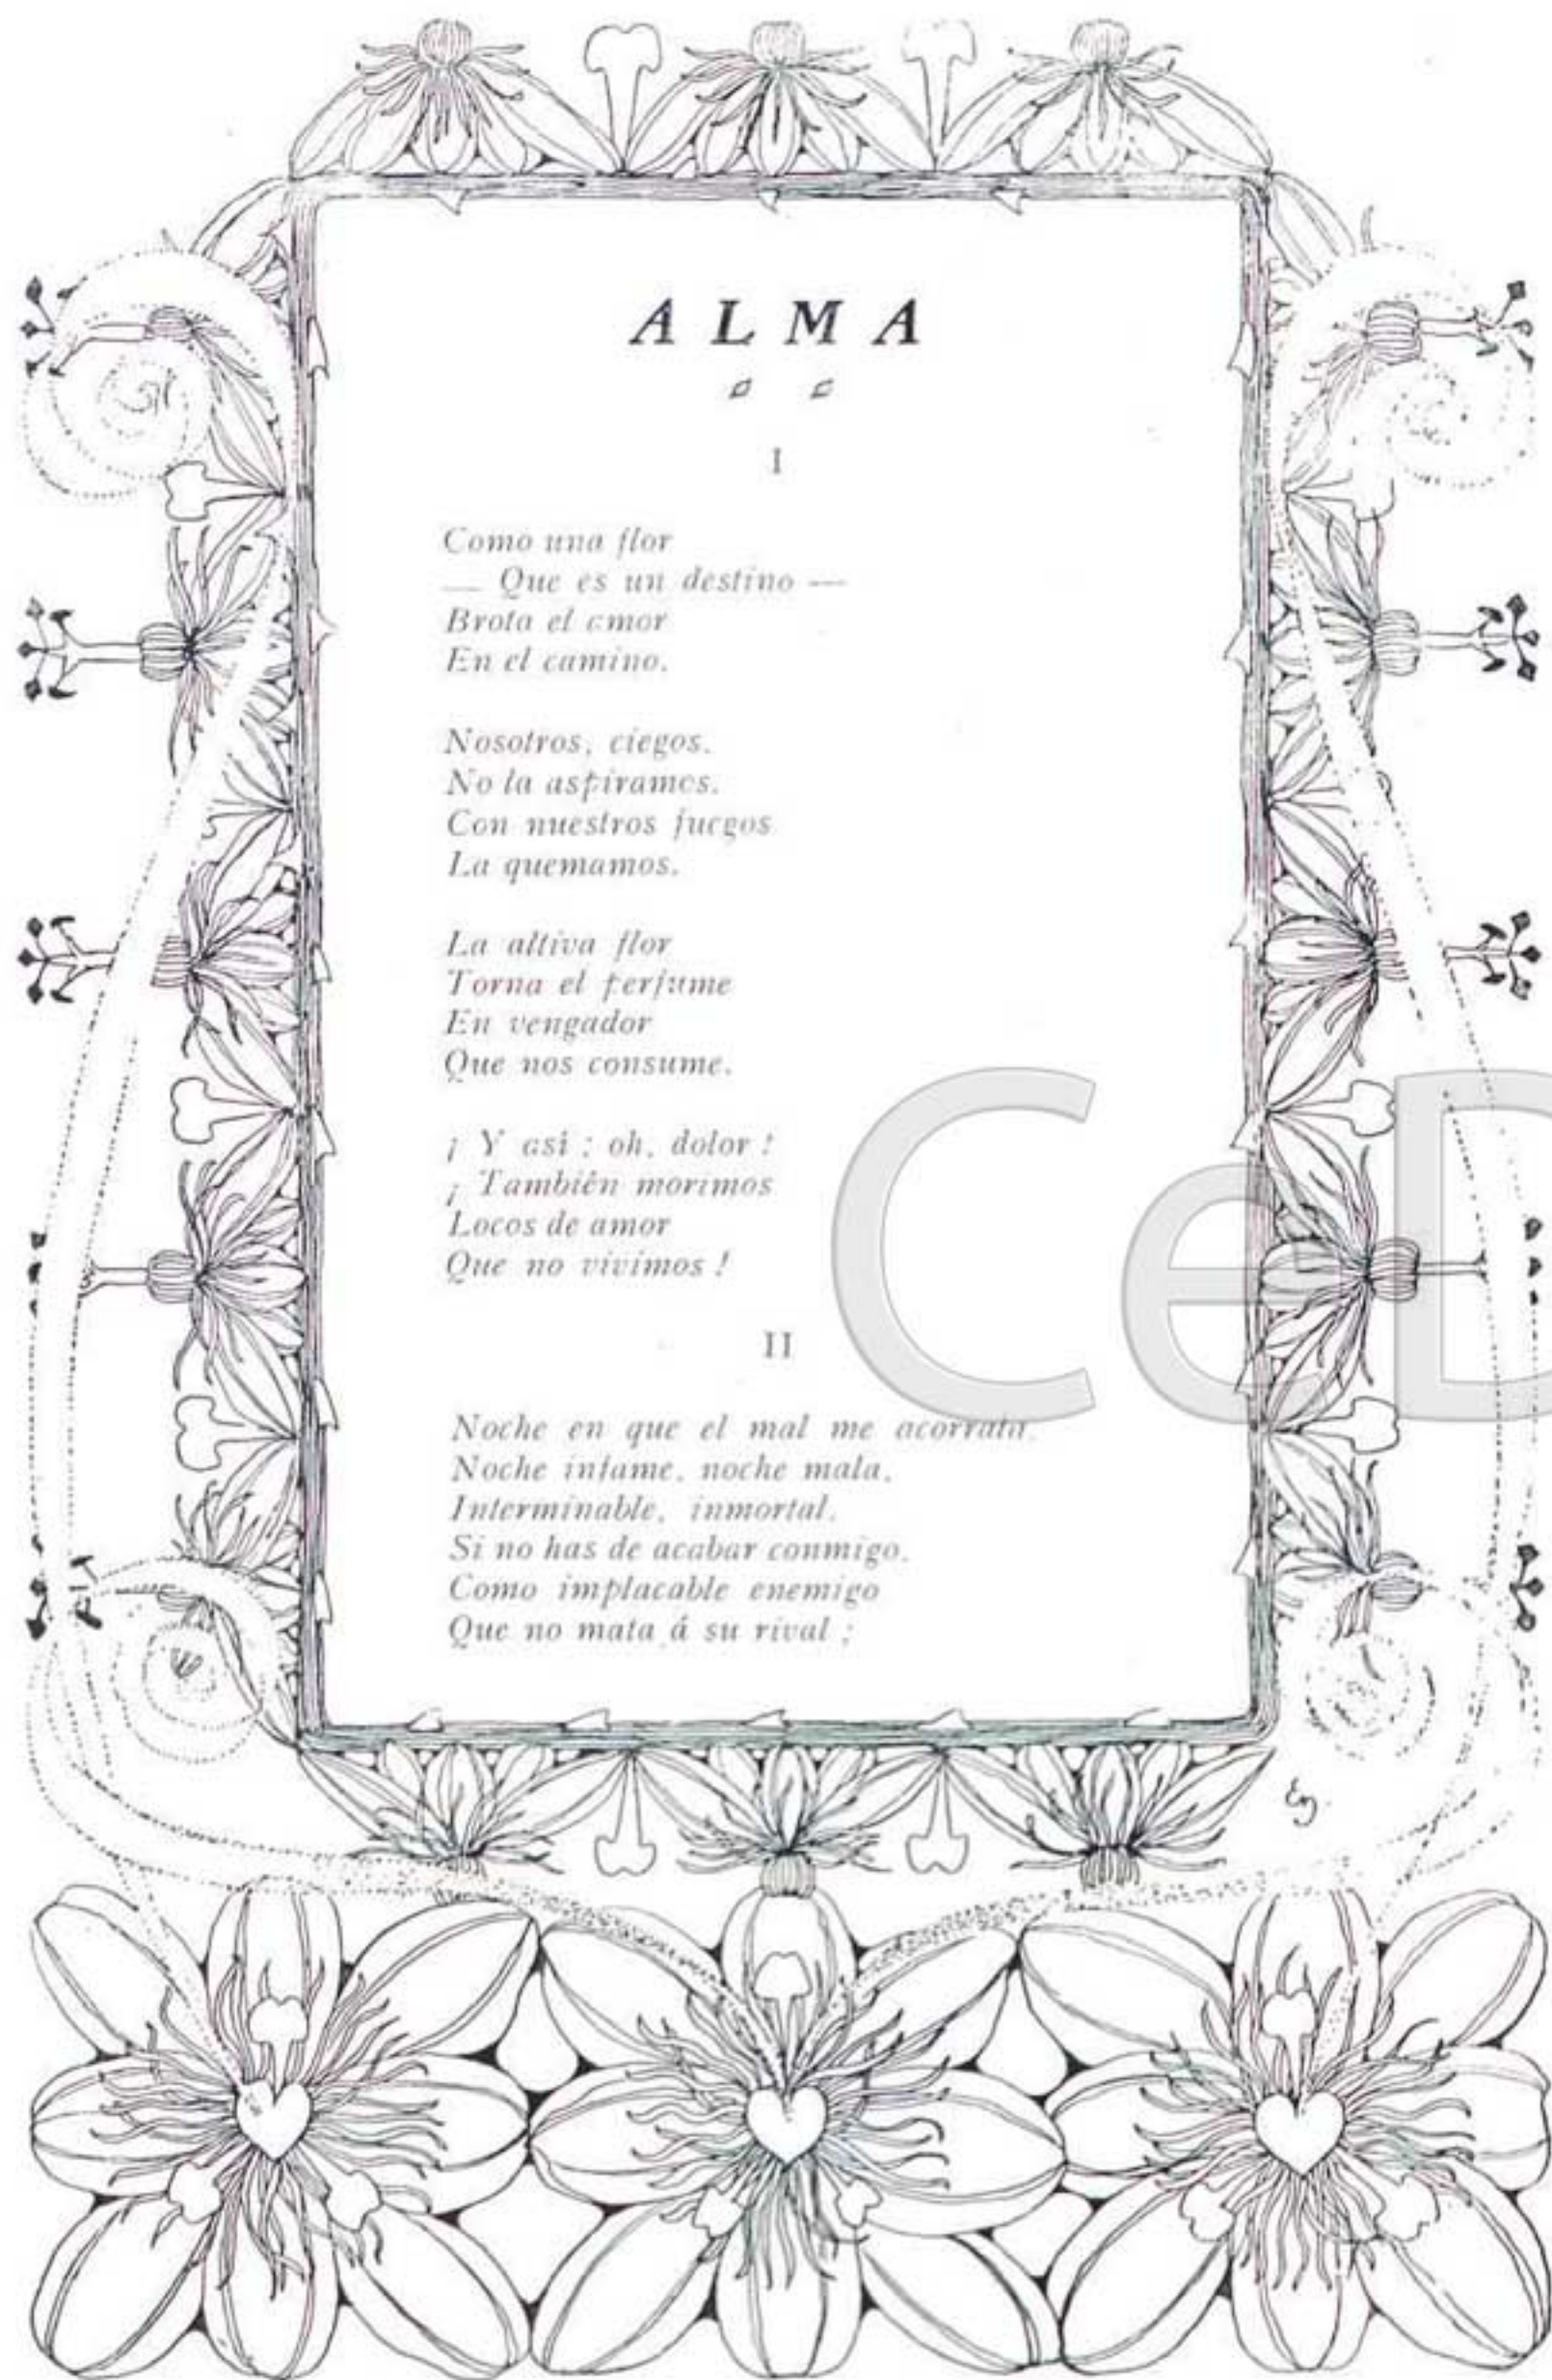 ALMA
I
Como una flor
— Que es un destino —
Brota el amor
En el camino.
Nosotros, ciegos,
No la aspiramos.
Con nuestros fuegos
La quemamos.
La altiva flor
Torna el perfume
En vengador
Que nos consume.
¡ Y así ; oh, dolor !
¡ También morimos
Locos de amor
Que no vivimos !
II
Noche en que el mal me acorrala,
Noche infame, noche mala,
Interminable, inmortal,
Si no has de acabar conmigo,
Como implacable enemigo
Que no mata á su rival ;
CeD